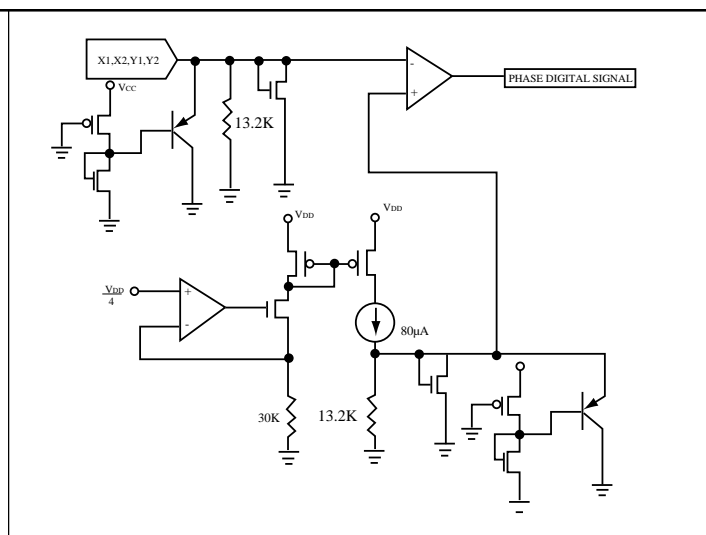 X1,X2,Y1,Y2
VCC
-
+
PHASE DIGITAL SIGNAL
13.2K
VDD
VDD
VDD
4
+
-
80µA
30K
13.2K